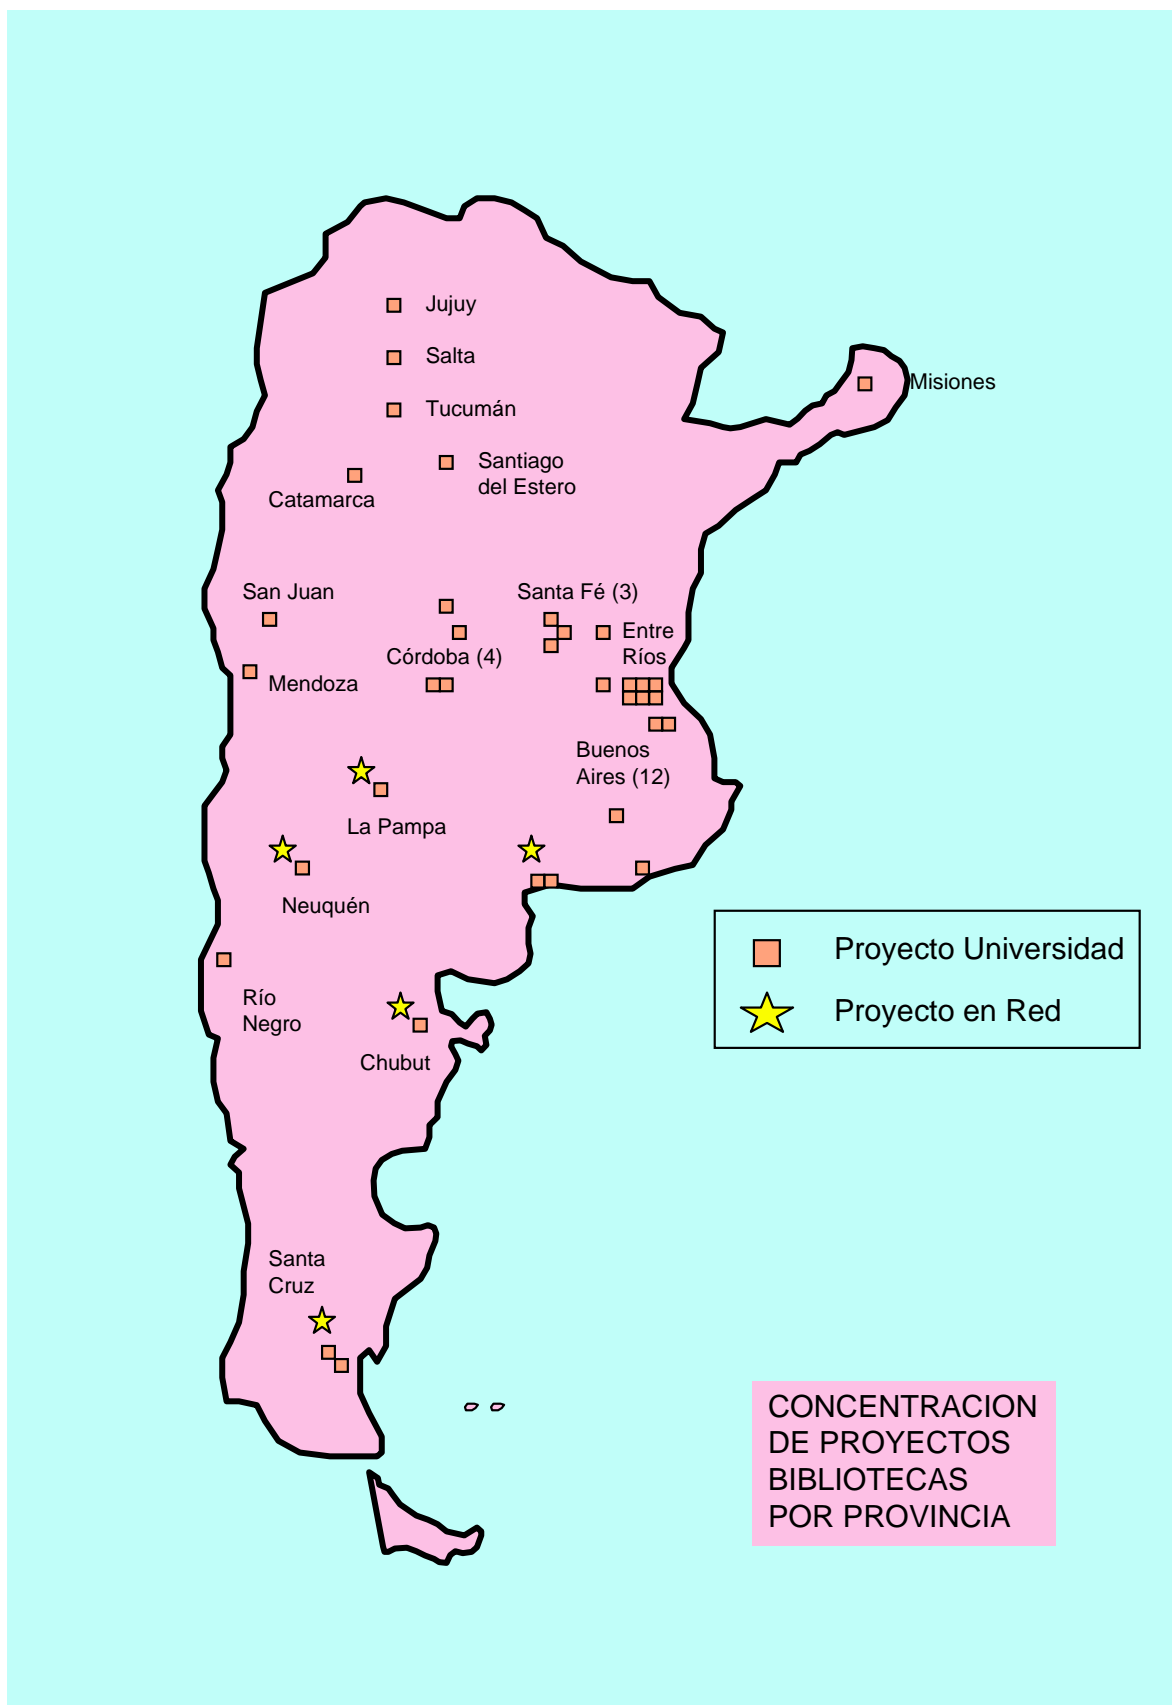 Jujuy
Salta
Misiones
Tucumán
Santiago
del Estero
Catamarca
San Juan
Santa Fé (3)
Entre
Ríos
Córdoba (4)
Mendoza
Buenos
Aires (12)
La Pampa
Neuquén
Proyecto Universidad
Río
Negro
Proyecto en Red
Chubut
Santa
Cruz
CONCENTRACION
DE PROYECTOS
BIBLIOTECAS
POR PROVINCIA